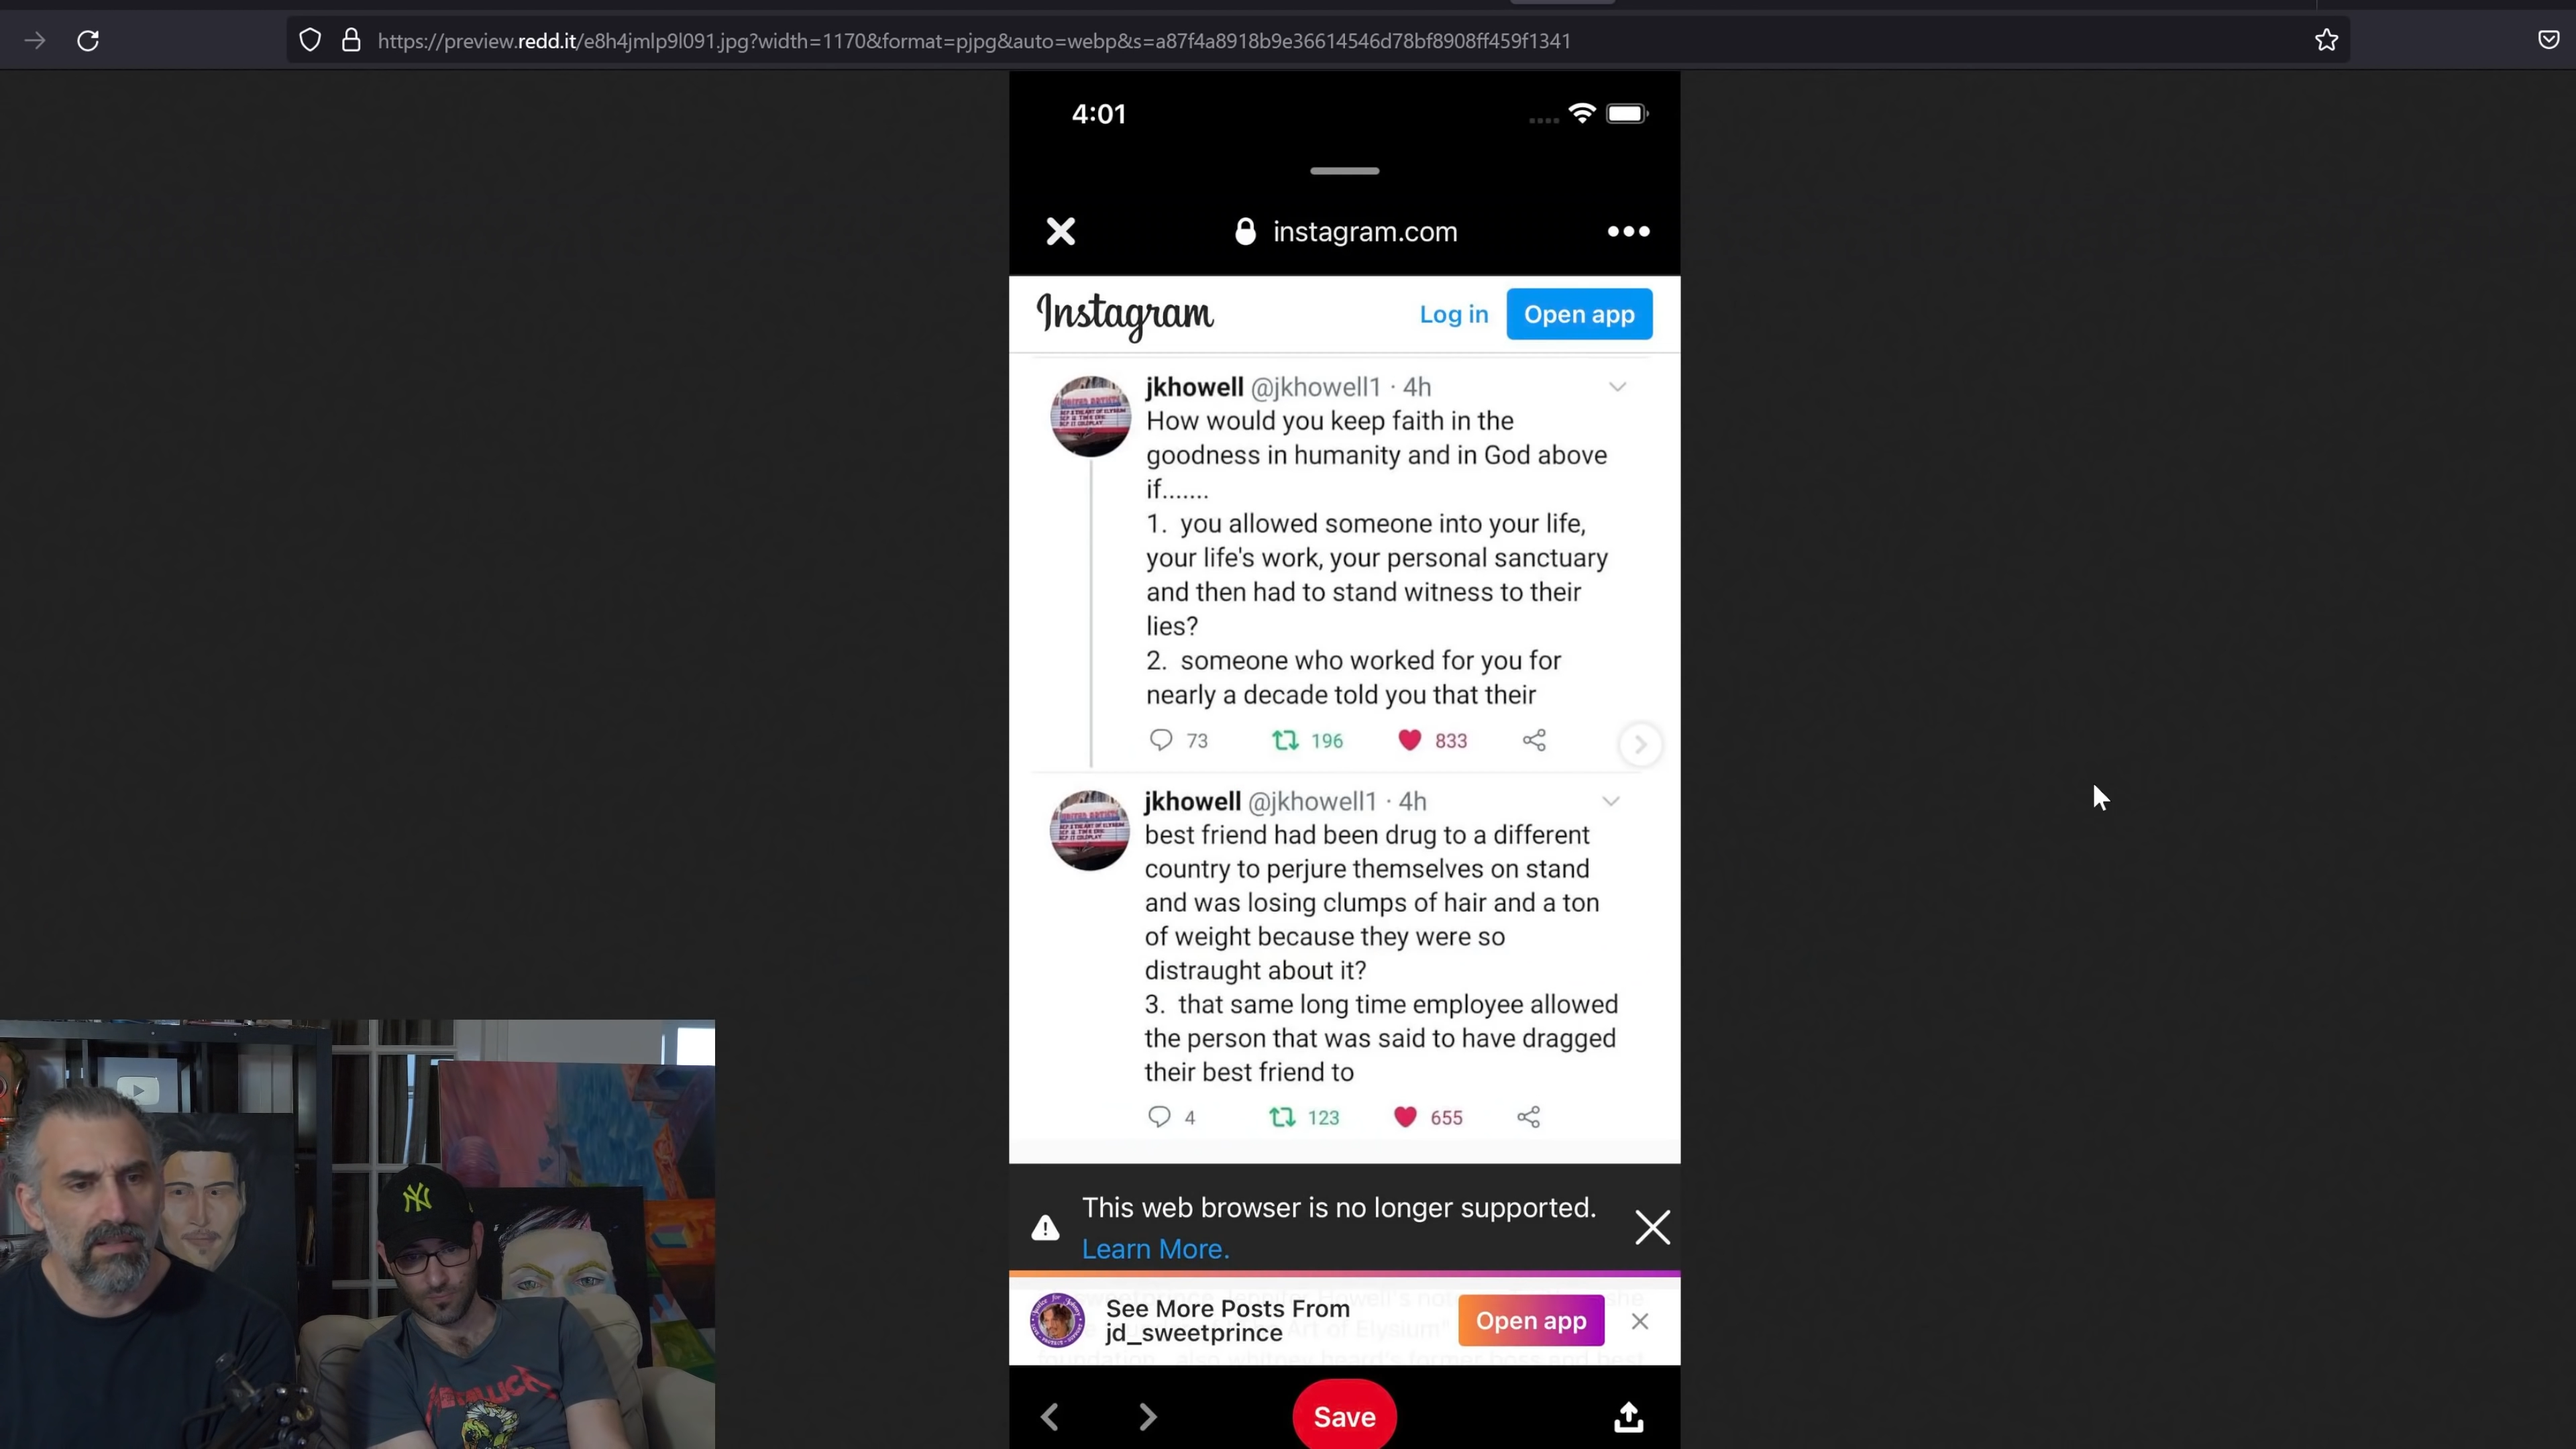 https://preview.redd.it/e8h4jmlp9l091.jpg?width=1170&format=pjpg&auto=webp&s=a87f4a8918b9e36614546d78bf8908ff459f1341
4:01
instagram.com
Instagram
Log in
Open app
jkhowell @jkhowell1 · 4h
How would you keep faith in the
goodness in humanity and in God above
if.......
1. you allowed someone into your life,
your life's work, your personal sanctuary
and then had to stand witness to their
lies?
2. someone who worked for you for
nearly a decade told you that their
73 196 833
jkhowell @jkhowell1 · 4h
best friend had been drug to a different
country to perjure themselves on stand
and was losing clumps of hair and a ton
of weight because they were so
distraught about it?
3. that same long time employee allowed
the person that was said to have dragged
their best friend to
4 123 655
This web browser is no longer supported.
Learn More.
See More Posts From
jd_sweetprince
Open app
Save
NY
METALLICA